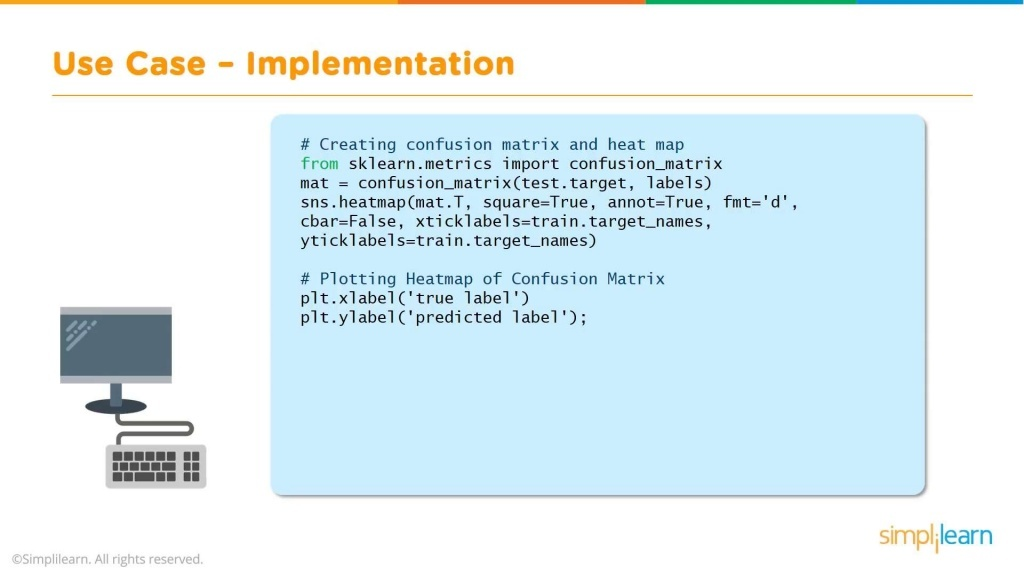 Use Case – Implementation
# Creating confusion matrix and heat map
from sklearn.metrics import confusion_matrix
mat = confusion_matrix(test.target, labels)
sns.heatmap(mat.T, square=True, annot=True, fmt='d',
cbar=False, xticklabels=train.target_names,
yticklabels=train.target_names)
# Plotting Heatmap of Confusion Matrix
plt.xlabel('true label')
plt.ylabel('predicted label');
simplilearn
©Simplilearn. All rights reserved.